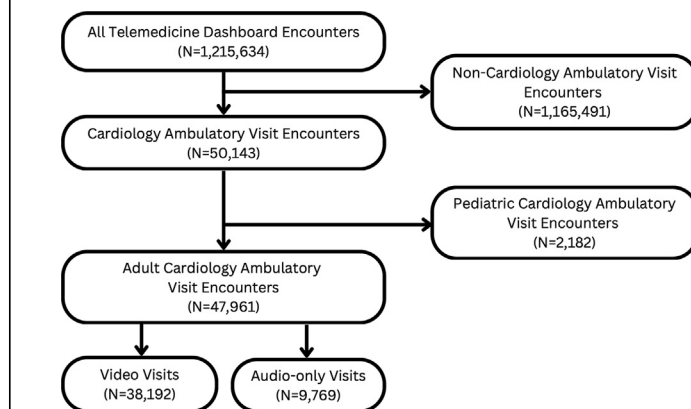 All Telemedicine Dashboard Encounters
(N=1,215,634)
Non-Cardiology Ambulatory Visit
Encounters
(N=1,165,491)
Cardiology Ambulatory Visit Encounters
(N=50,143)
Pediatric Cardiology Ambulatory
Visit Encounters
(N=2,182)
Adult Cardiology Ambulatory
Visit Encounters
(N=47,961)
Video Visits
(N=38,192)
Audio-only Visits
(N=9,769)